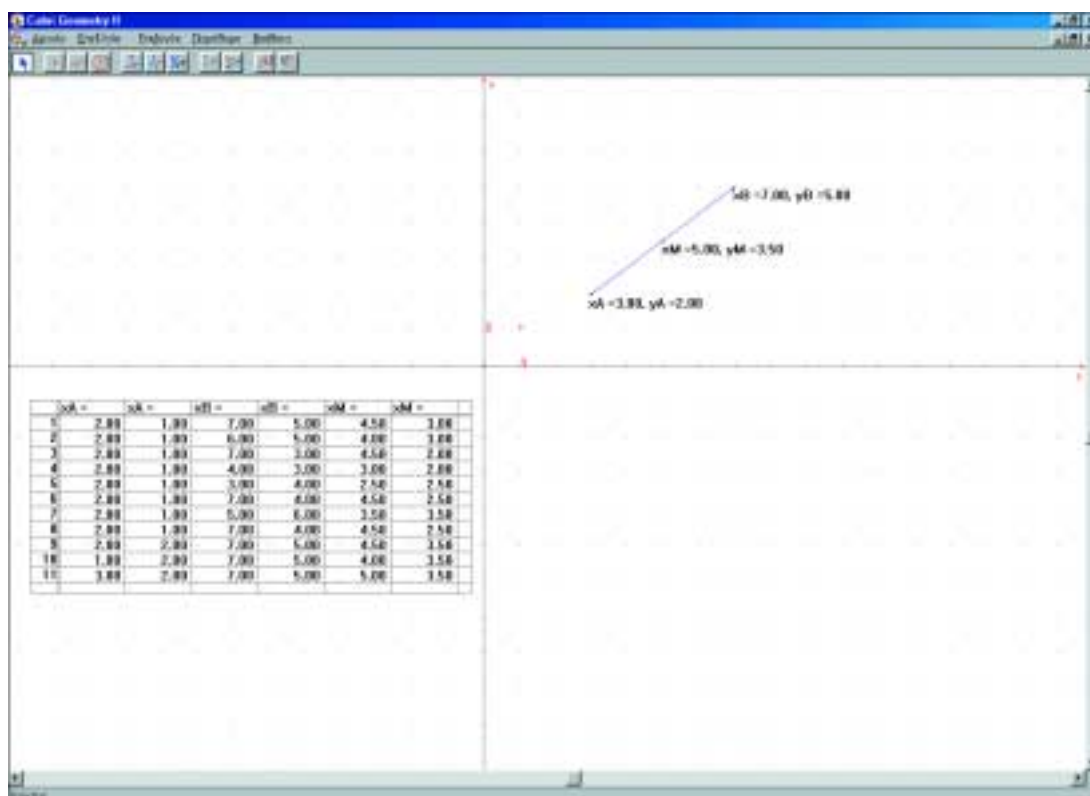 Cabri Geometry II
xB =7.00, yB =5.00
xM =5.00, yM =3.50
xA =3.00, yA =2.00
xA = xA = xB = xB = xM = xM =
1 2.00 1.00 7.00 5.00 4.50 3.00
2 2.00 1.00 6.00 5.00 4.00 3.00
3 2.00 1.00 7.00 3.00 4.50 2.00
4 2.00 1.00 4.00 3.00 3.00 2.00
5 2.00 1.00 3.00 4.00 2.50 2.50
6 2.00 1.00 7.00 4.00 4.50 2.50
7 2.00 1.00 5.00 6.00 3.50 3.50
8 2.00 1.00 7.00 4.00 4.50 2.50
9 2.00 2.00 7.00 5.00 4.50 3.50
10 1.00 2.00 7.00 5.00 4.00 3.50
11 3.00 2.00 7.00 5.00 5.00 3.50